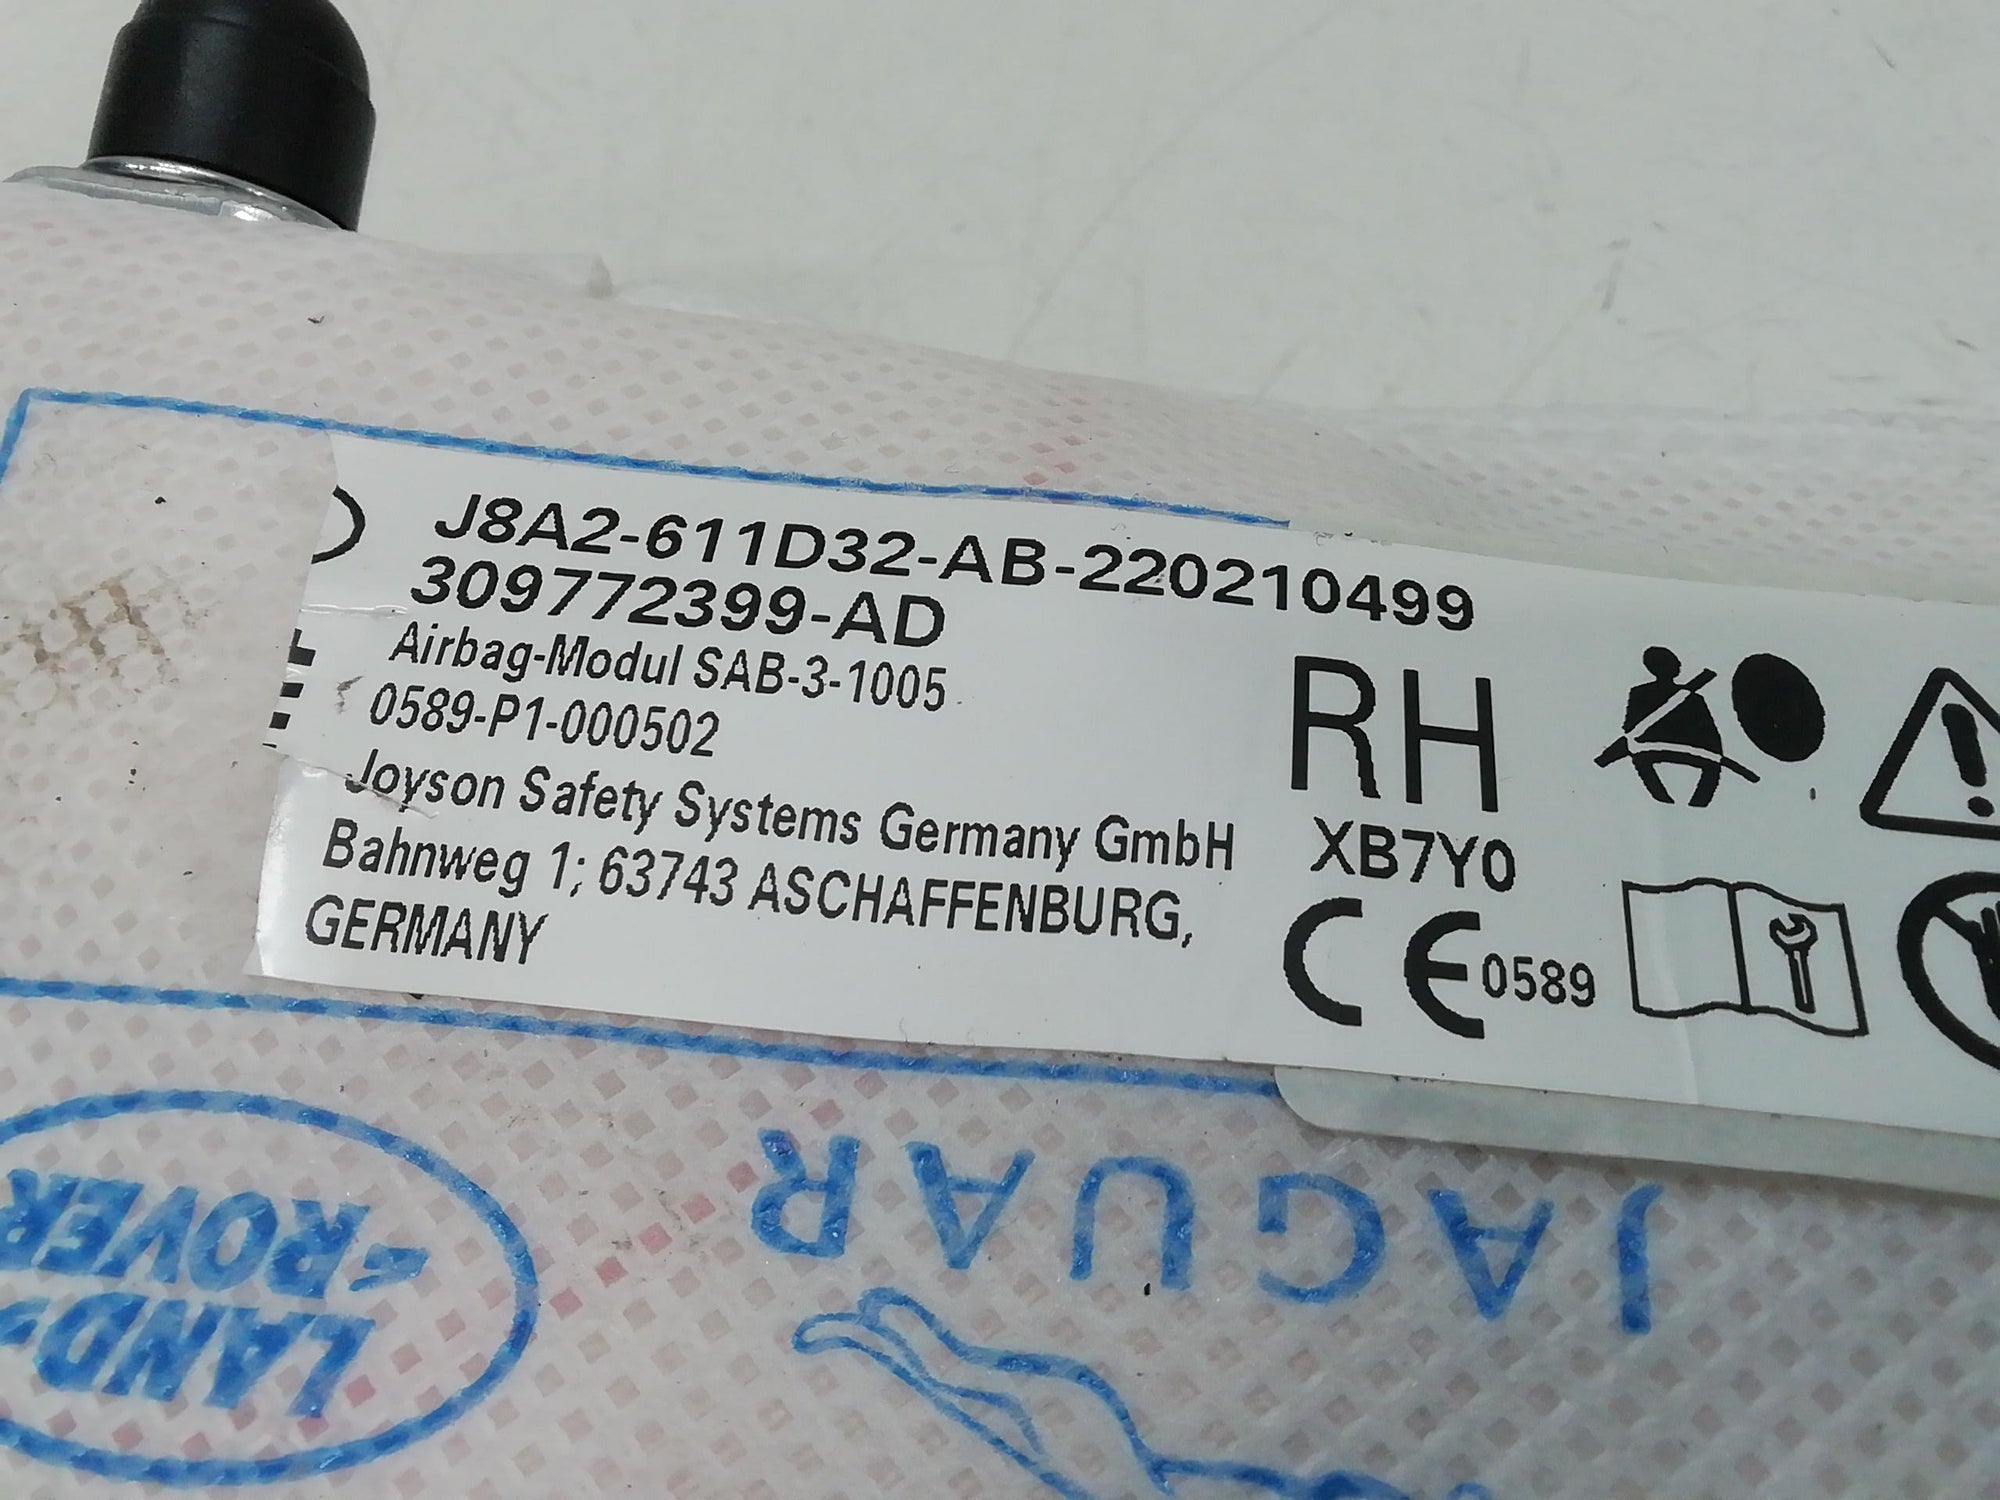 J8A2-611D32-AB-220210499
309772399-AD
Airbag-Modul SAB-3-1005
0589-P1-000502
Joyson Safety Systems Germany GmbH
Bahnweg 1; 63743 ASCHAFFENBURG,
GERMANY
RH
XB7Y0
CE 0589
JAGUAR
LAND
ROVER